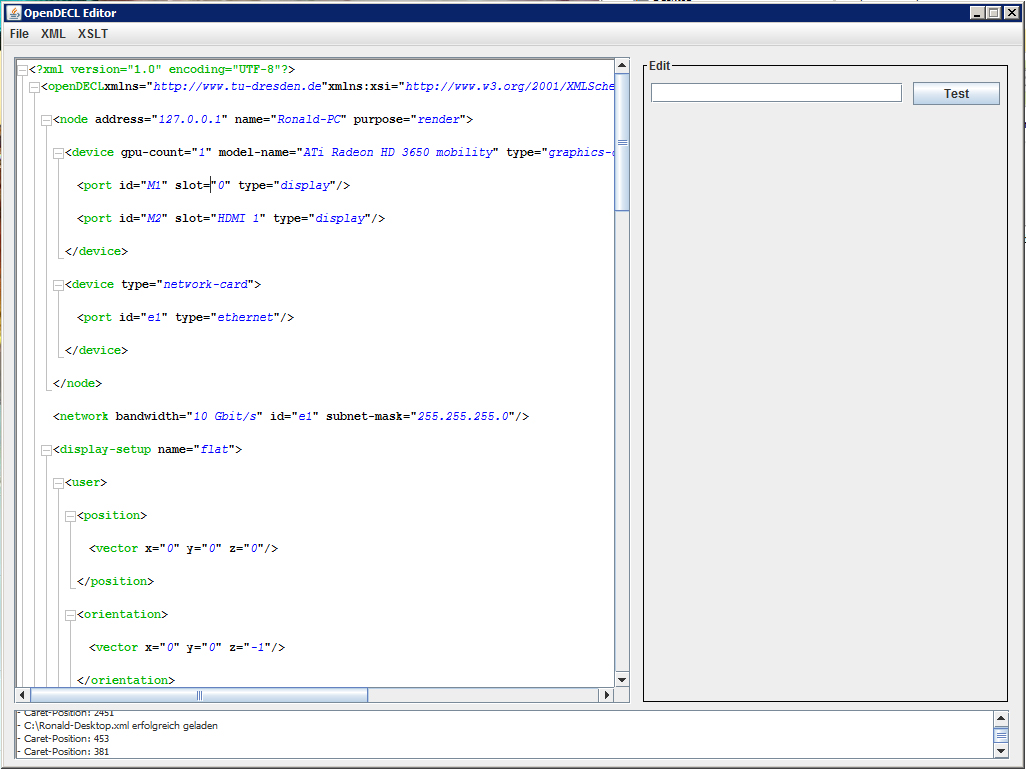 OpenDECL Editor
File XML XSLT
<?xml version="1.0" encoding="UTF-8"?>
<openDECLxmlns="http://www.tu-dresden.de"xmlns:xsi="http://www.w3.org/2001/XMLSche
<node address="127.0.0.1" name="Ronald-PC" purpose="render">
<device gpu-count="1" model-name="ATi Radeon HD 3650 mobility" type="graphics-
<port id="M1" slot="0" type="display"/>
<port id="M2" slot="HDMI 1" type="display"/>
</device>
<device type="network-card">
<port id="e1" type="ethernet"/>
</device>
</node>
<network bandwidth="10 Gbit/s" id="e1" subnet-mask="255.255.255.0"/>
<display-setup name="flat">
<user>
<position>
<vector x="0" y="0" z="0"/>
</position>
<orientation>
<vector x="0" y="0" z="-1"/>
</orientation>
Edit
Test
- Caret-Position: 2451
- C:\Ronald-Desktop.xml erfolgreich geladen
- Caret-Position: 453
- Caret-Position: 381